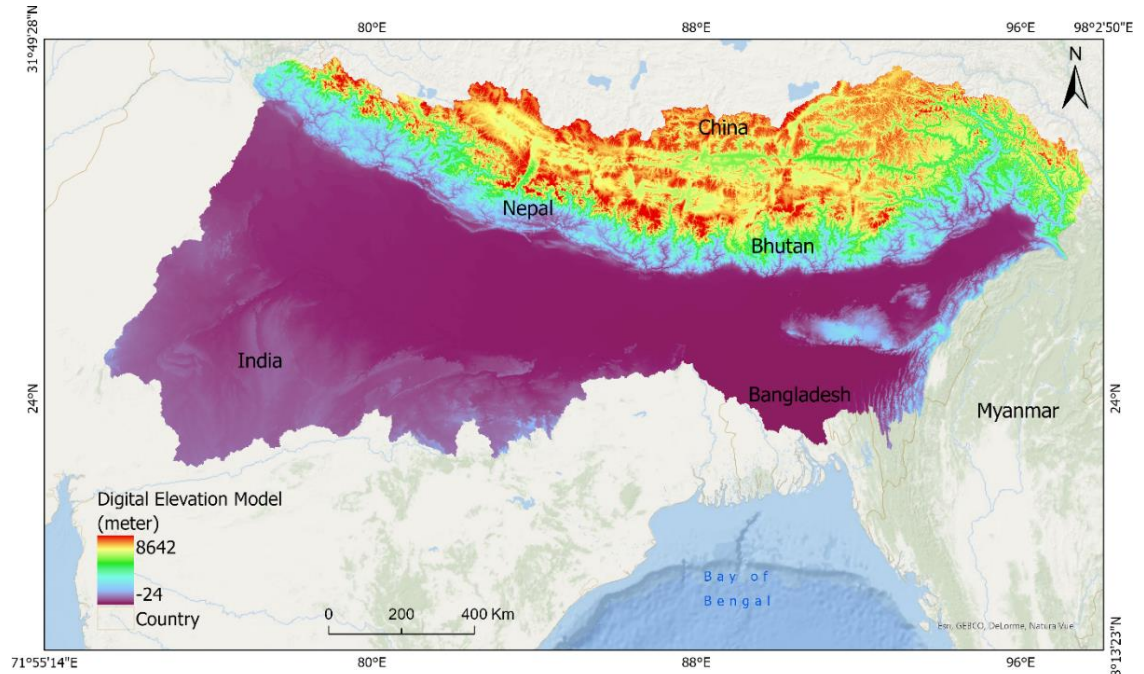 80°E
88°E
96°E
98°2'50"E
31°49'28"N
N
China
Nepal
Bhutan
India
24°N
Bangladesh
Myanmar
24°N
Digital Elevation Model
(meter)
8642
-24
Country
0 200 400 Km
Bay of
Bengal
Esri, GEBCO, DeLorme, Natura Vue
71°55'14"E
80°E
88°E
96°E
8°13'23"N